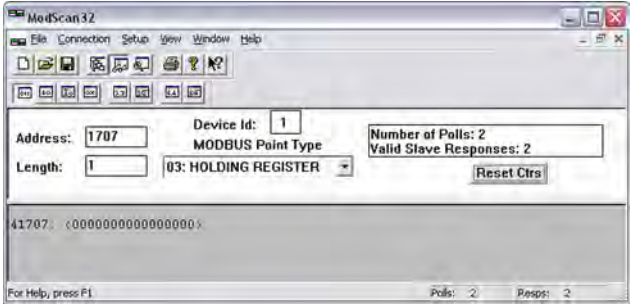 ModScan32
File Connection Setup View Window Help
Address: 1707
Device Id: 1
MODBUS Point Type
Length: 1
03: HOLDING REGISTER
Number of Polls: 2
Valid Slave Responses: 2
Reset Ctrs
41707: <0000000000000000>
For Help, press F1
Polls: 2
Resps: 2